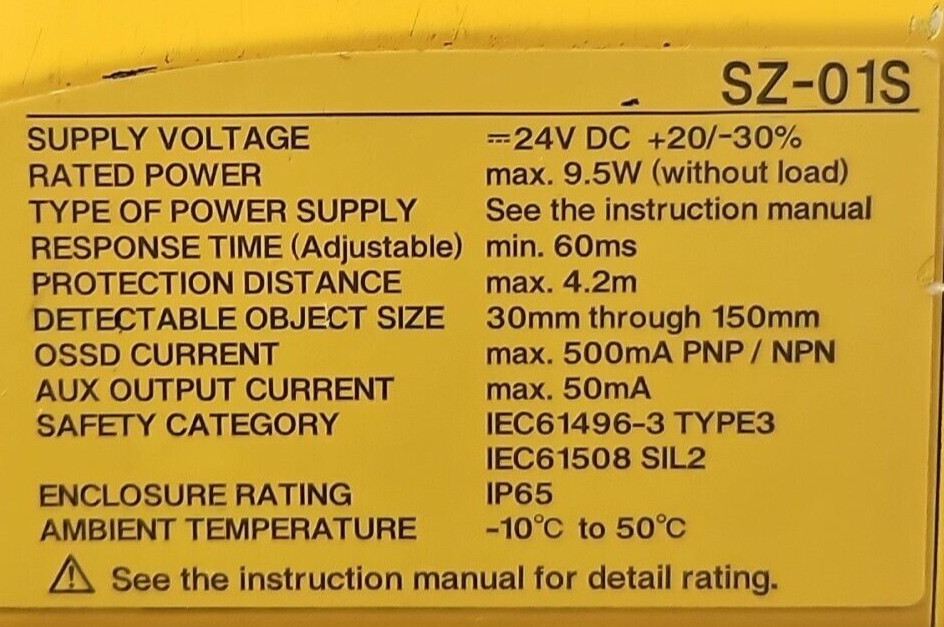 SZ-01S
SUPPLY VOLTAGE ⎓24V DC +20/-30%
RATED POWER max. 9.5W (without load)
TYPE OF POWER SUPPLY See the instruction manual
RESPONSE TIME (Adjustable) min. 60ms
PROTECTION DISTANCE max. 4.2m
DETECTABLE OBJECT SIZE 30mm through 150mm
OSSD CURRENT max. 500mA PNP / NPN
AUX OUTPUT CURRENT max. 50mA
SAFETY CATEGORY IEC61496-3 TYPE3
IEC61508 SIL2
ENCLOSURE RATING IP65
AMBIENT TEMPERATURE -10°C to 50°C
⚠ See the instruction manual for detail rating.